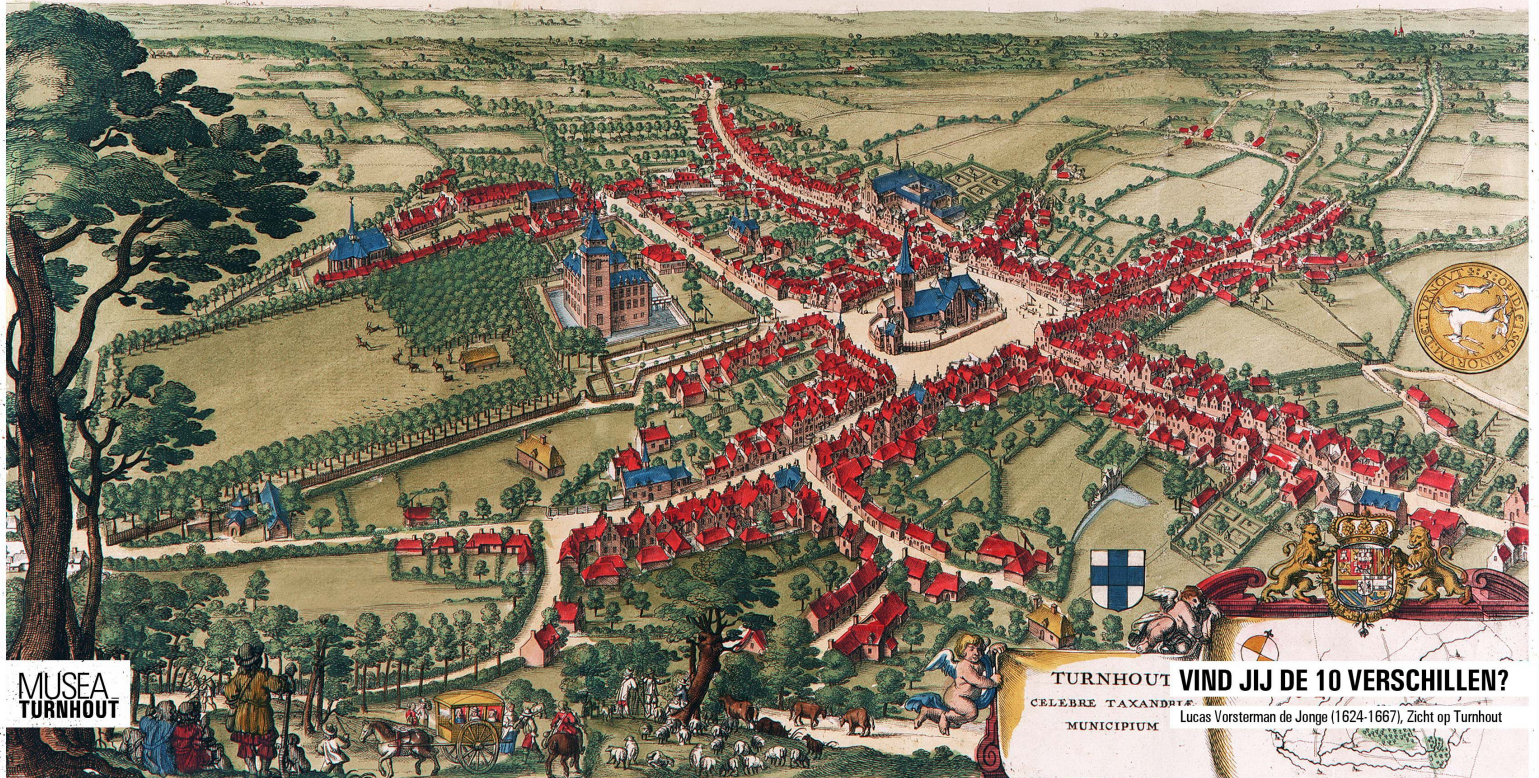 TURNHOUT
CELEBRE TAXANDRIÆ
MUNICIPIUM
MUSEA_
TURNHOUT
VIND JIJ DE 10 VERSCHILLEN?
Lucas Vorsterman de Jonge (1624-1667), Zicht op Turnhout